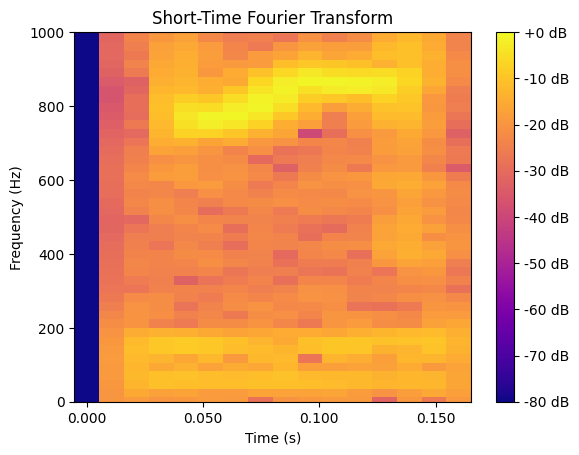 Short-Time Fourier Transform
1000
800
600
400
200
0
Frequency (Hz)
0.000
0.050
0.100
0.150
Time (s)
+0 dB
-10 dB
-20 dB
-30 dB
-40 dB
-50 dB
-60 dB
-70 dB
-80 dB